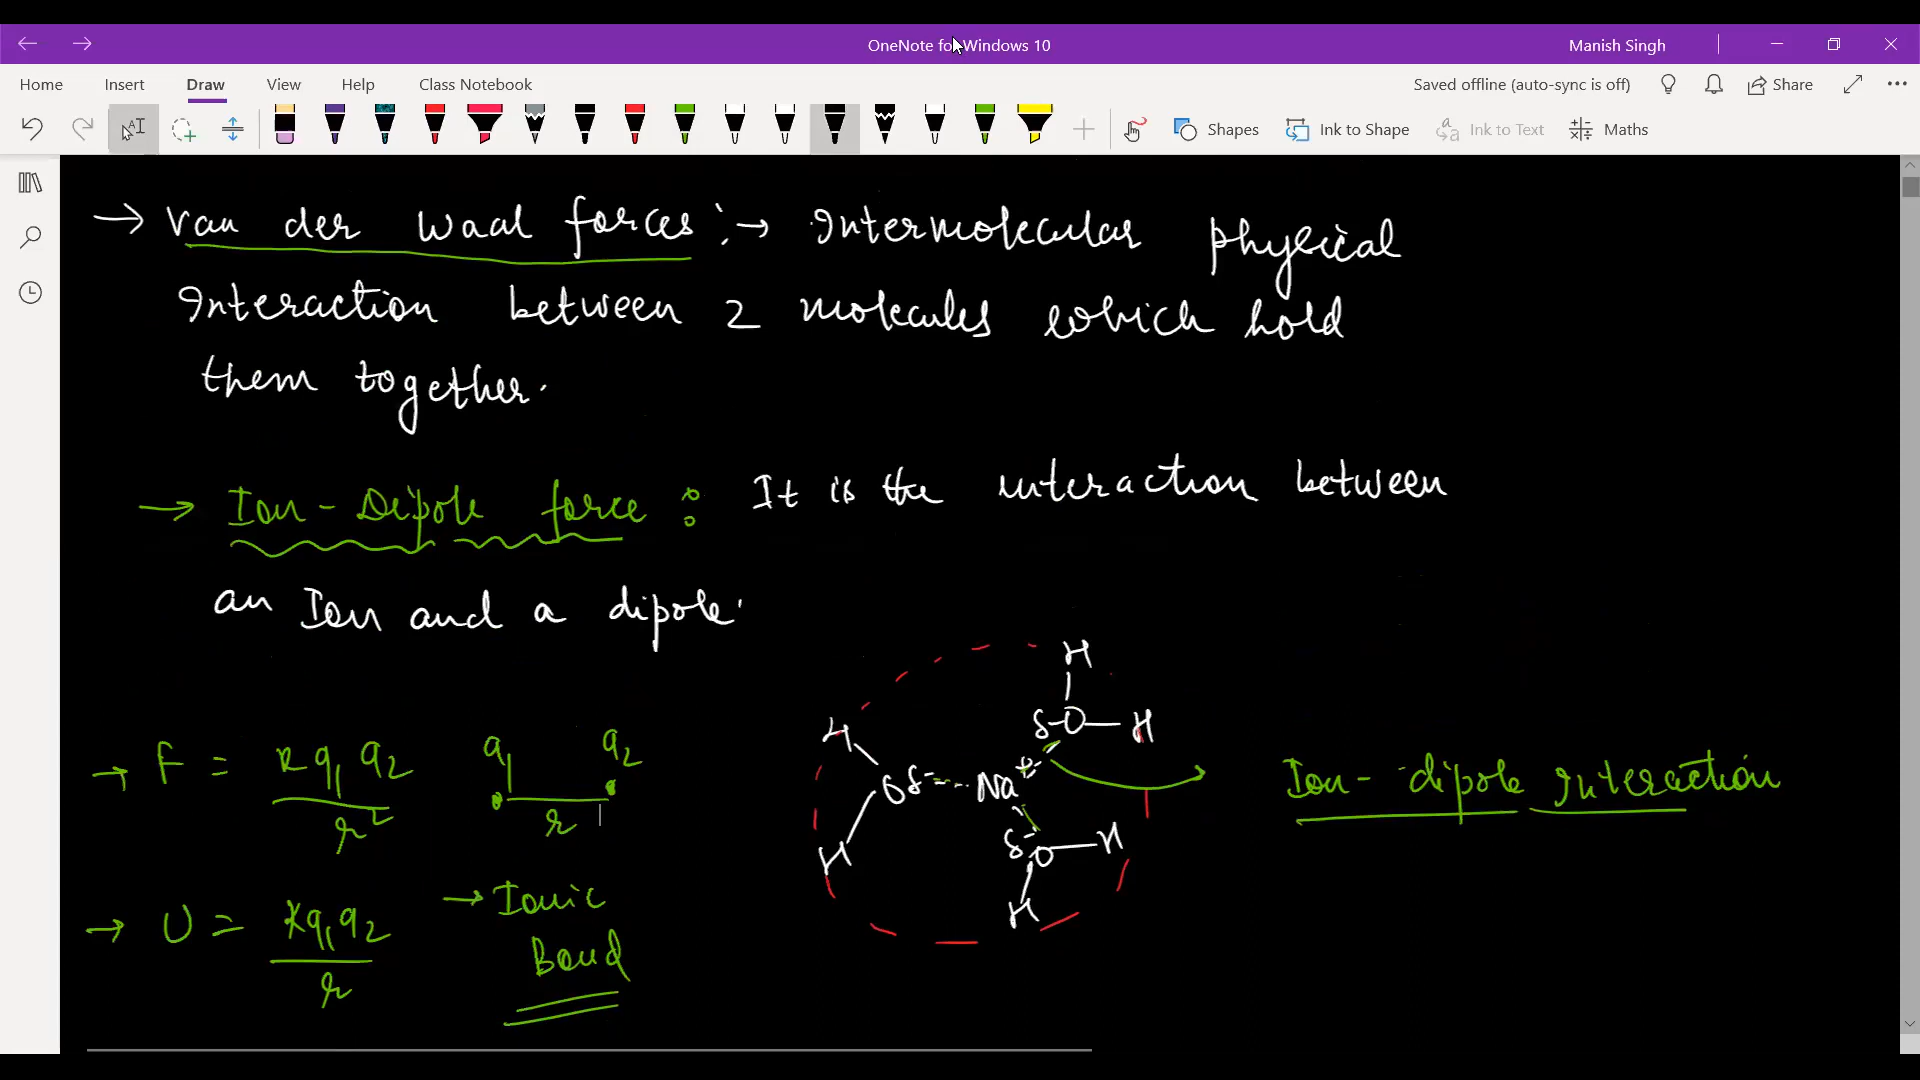 OneNote for Windows 10
Manish Singh
Home Insert Draw View Help Class Notebook
Saved offline (auto-sync is off) Share
Shapes Ink to Shape Ink to Text Maths
→ Van der Waal forces :→ Intermolecular physical
Interaction between 2 molecules which hold
them together.
→ Ion-Dipole force : It is the interaction between
an Ion and a dipole.
→ F = Kq1 q2 / r2
q1 q2
r
H
δ-O—H
H
Oδ- --- Na+
H
δ-O—H
H
Ion-dipole Interaction
→ U = Kq1q2 / r
→ Ionic
Bond